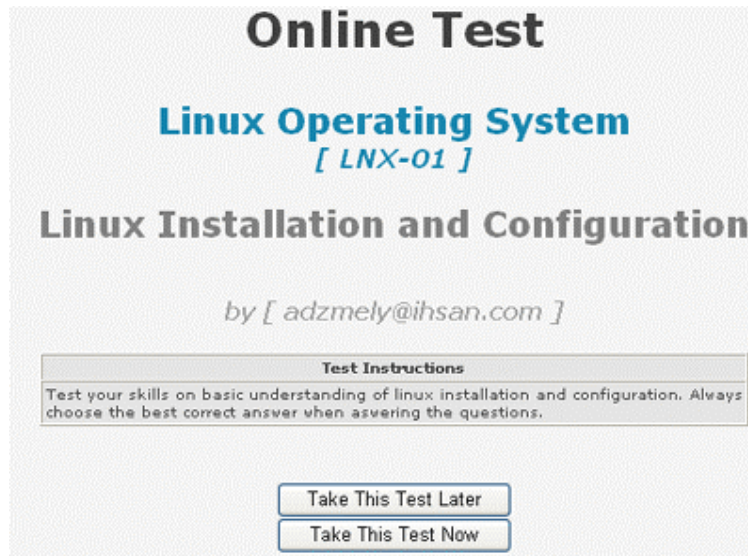 Online Test
Linux Operating System
[ LNX-01 ]
Linux Installation and Configuration
by [ adzmely@ihsan.com ]
Test Instructions
Test your skills on basic understanding of linux installation and configuration. Always
choose the best correct answer when aswering the questions.
Take This Test Later
Take This Test Now